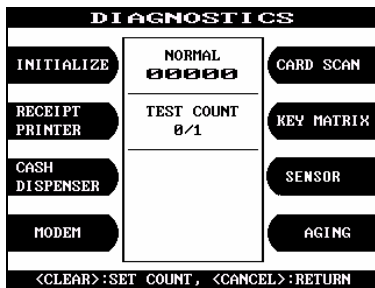 DIAGNOSTICS
INITIALIZE
NORMAL
00000
CARD SCAN
RECEIPT
PRINTER
TEST COUNT
0/1
KEY MATRIX
CASH
DISPENSER
SENSOR
MODEM
AGING
<CLEAR>:SET COUNT, <CANCEL>:RETURN